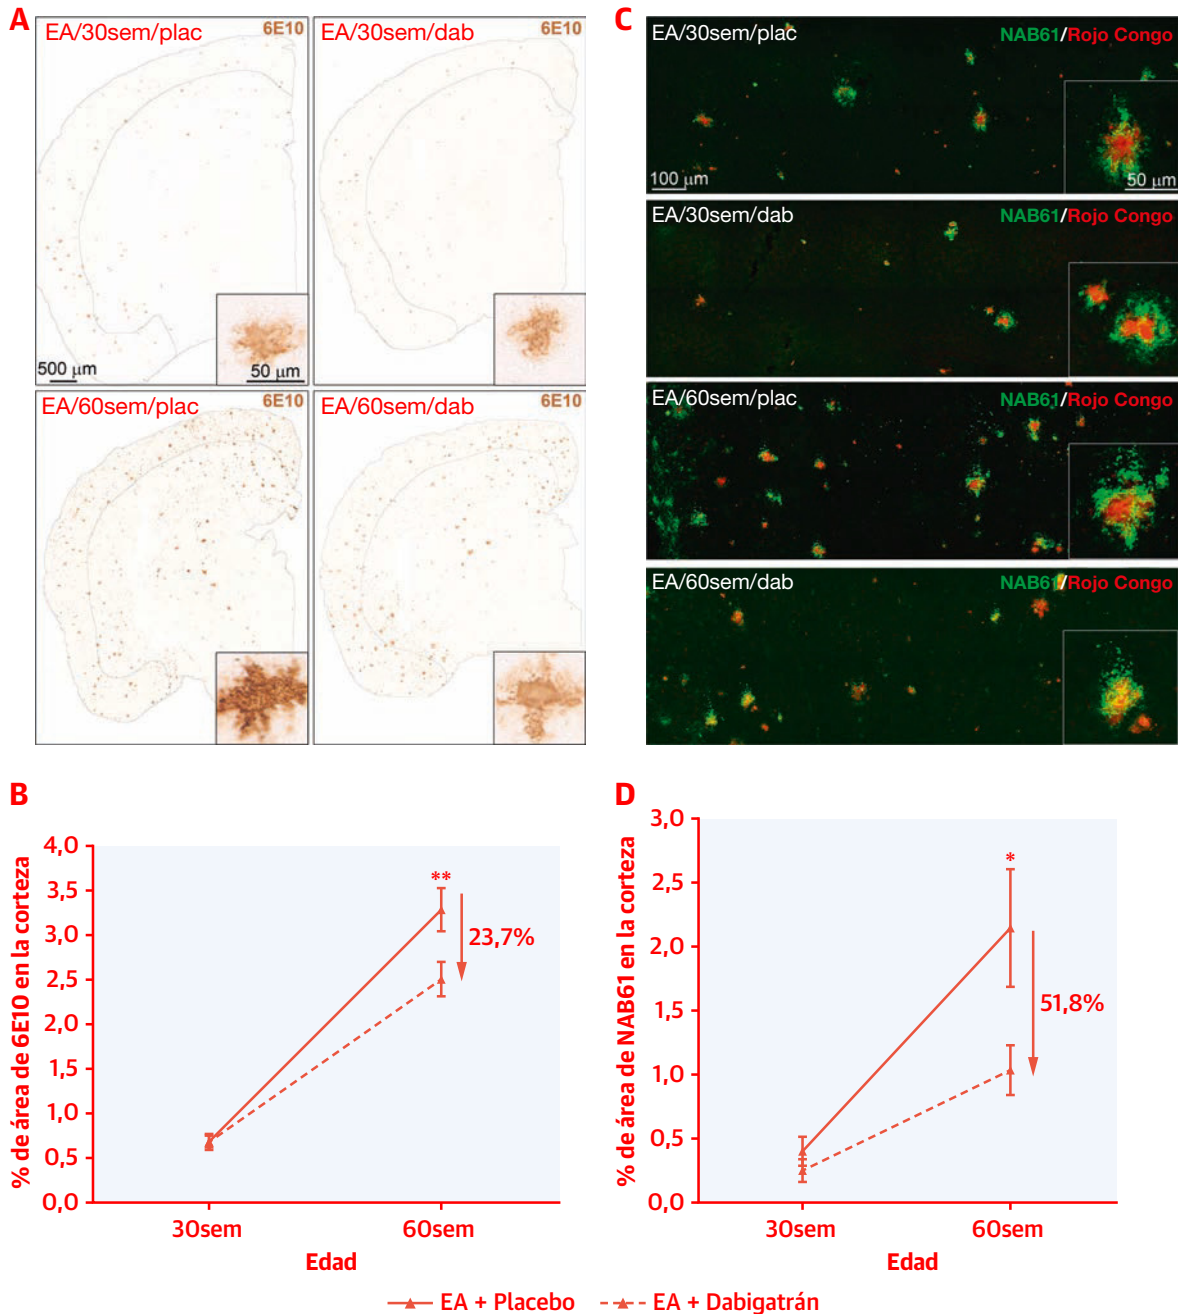 A
EA/30sem/plac
6E10
EA/30sem/dab
6E10
500 µm
50 µm
EA/60sem/plac
6E10
EA/60sem/dab
6E10
C
EA/30sem/plac
NAB61/Rojo Congo
100 µm
50 µm
EA/30sem/dab
NAB61/Rojo Congo
EA/60sem/plac
NAB61/Rojo Congo
EA/60sem/dab
NAB61/Rojo Congo
B
% de área de 6E10 en la corteza
4,0
3,5
3,0
2,5
2,0
1,5
1,0
0,5
0,0
**
23,7%
30sem
60sem
Edad
D
% de área de NAB61 en la corteza
3,0
2,5
2,0
1,5
1,0
0,5
0,0
*
51,8%
30sem
60sem
Edad
EA + Placebo
EA + Dabigatrán